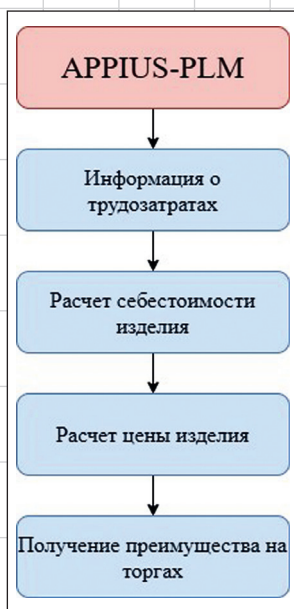 APPIUS-PLM
Информация о
трудозатратах
Расчет себестоимости
изделия
Расчет цены изделия
Получение преимущества на
торгах